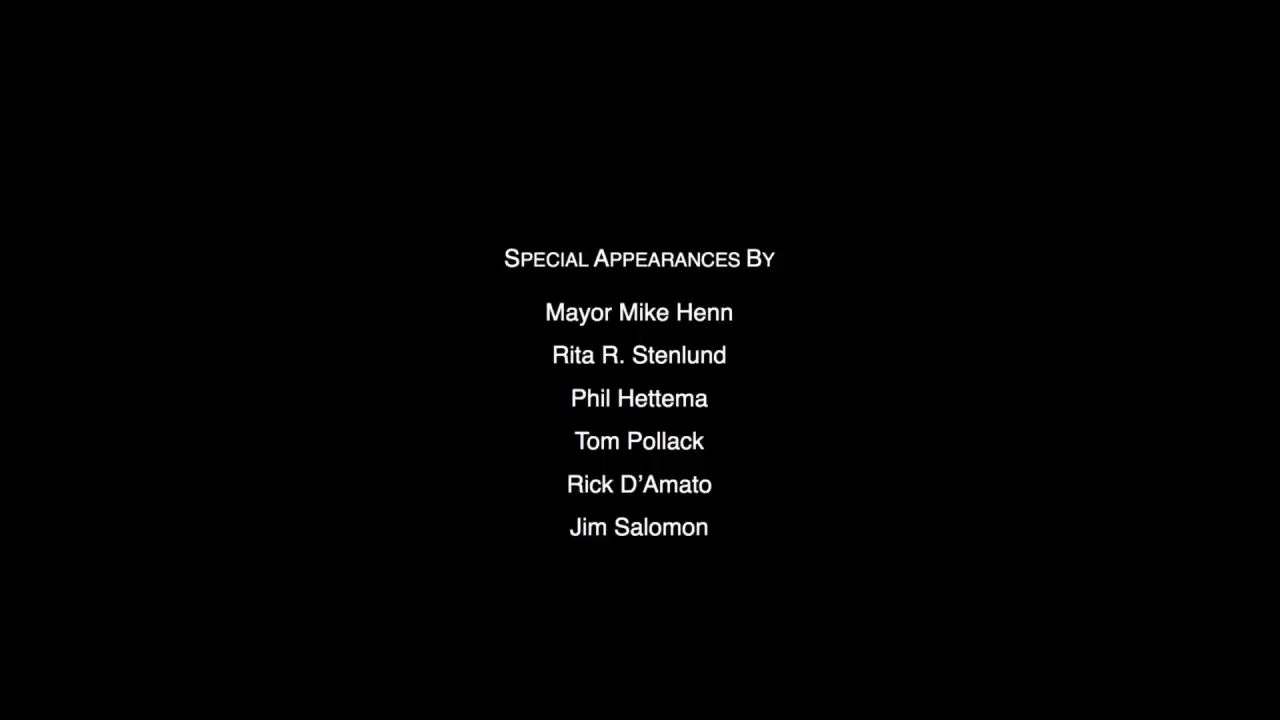 SPECIAL APPEARANCES BY
Mayor Mike Henn
Rita R. Stenlund
Phil Hettema
Tom Pollack
Rick D’Amato
Jim Salomon